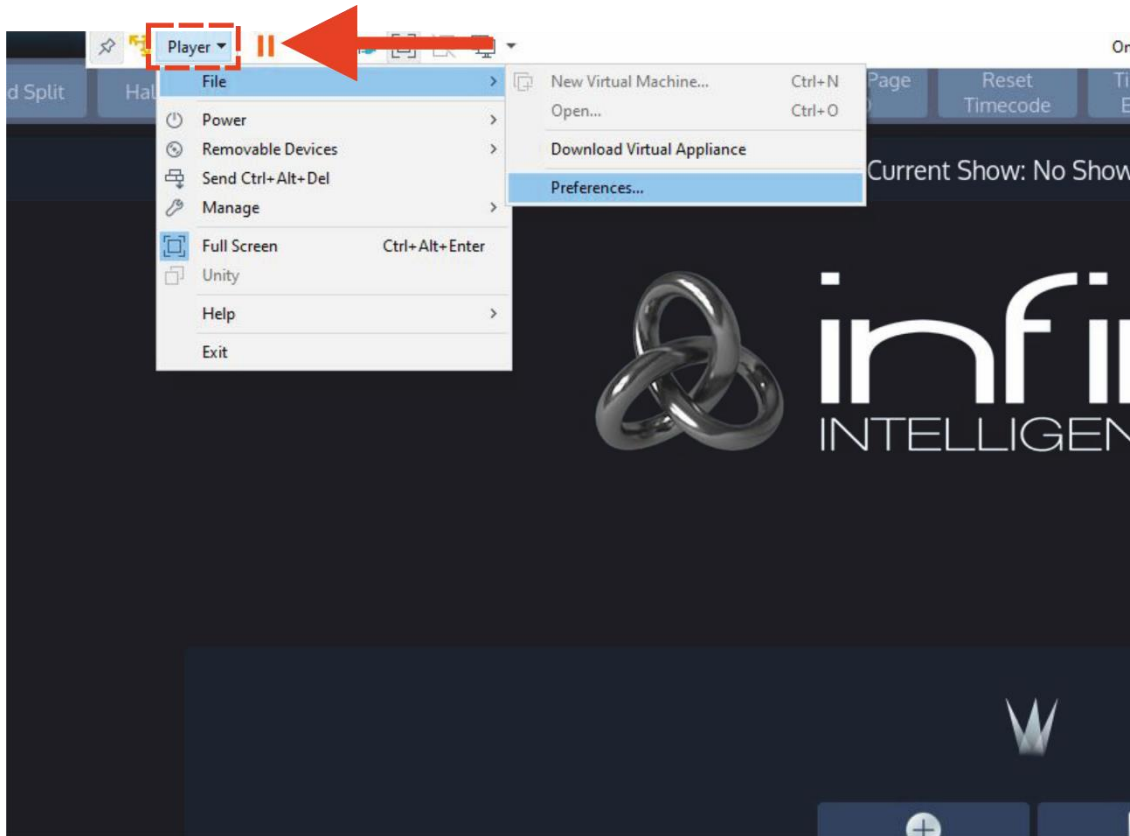 Player
File
Power
Removable Devices
Send Ctrl+Alt+Del
Manage
Full Screen Ctrl+Alt+Enter
Unity
Help
Exit
New Virtual Machine... Ctrl+N
Open... Ctrl+O
Download Virtual Appliance
Preferences...
d Split
Hal
Page
Reset
Timecode
Ti
E
Or
Current Show: No Show
infi
INTELLIGEN